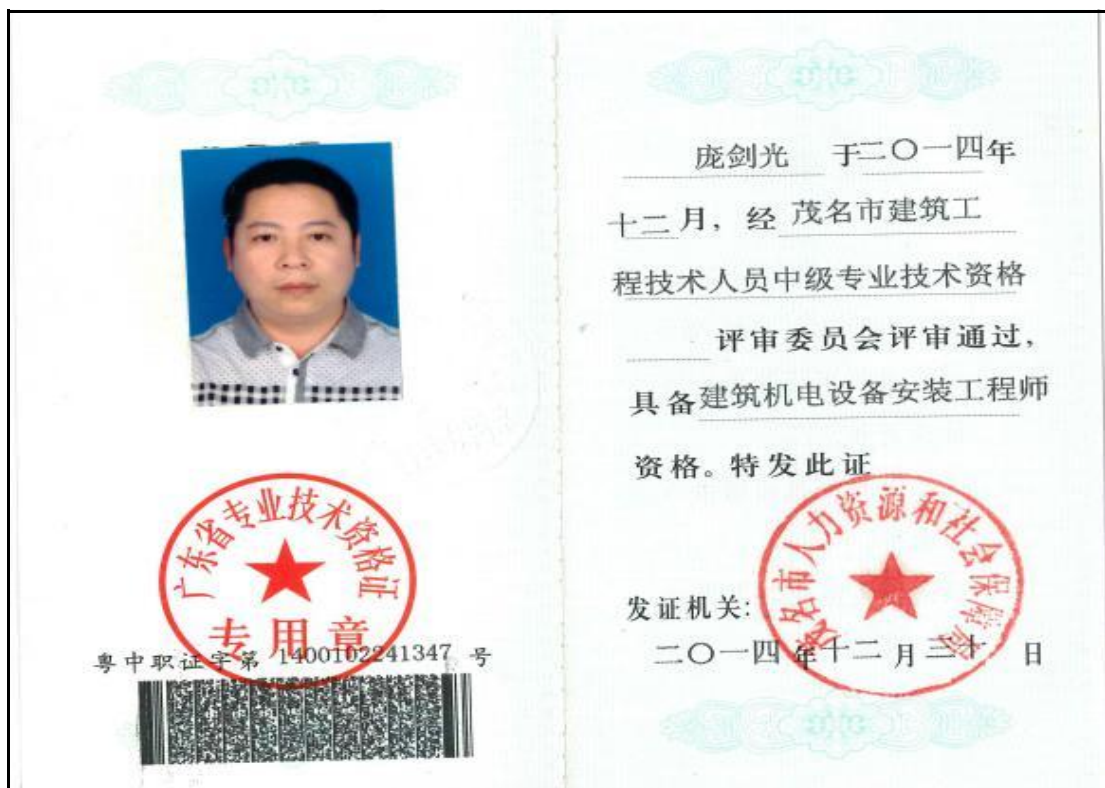 广东省专业技术资格证
专用章
粤中职证字第 1400102241347 号
庞剑光 于二〇一四年
十二月，经 茂名市建筑工
程技术人员中级专业技术资格
评审委员会评审通过，
具备建筑机电设备安装工程师
资格。特发此证
茂名市人力资源和社会保障局
发证机关：
二〇一四年十二月三十日